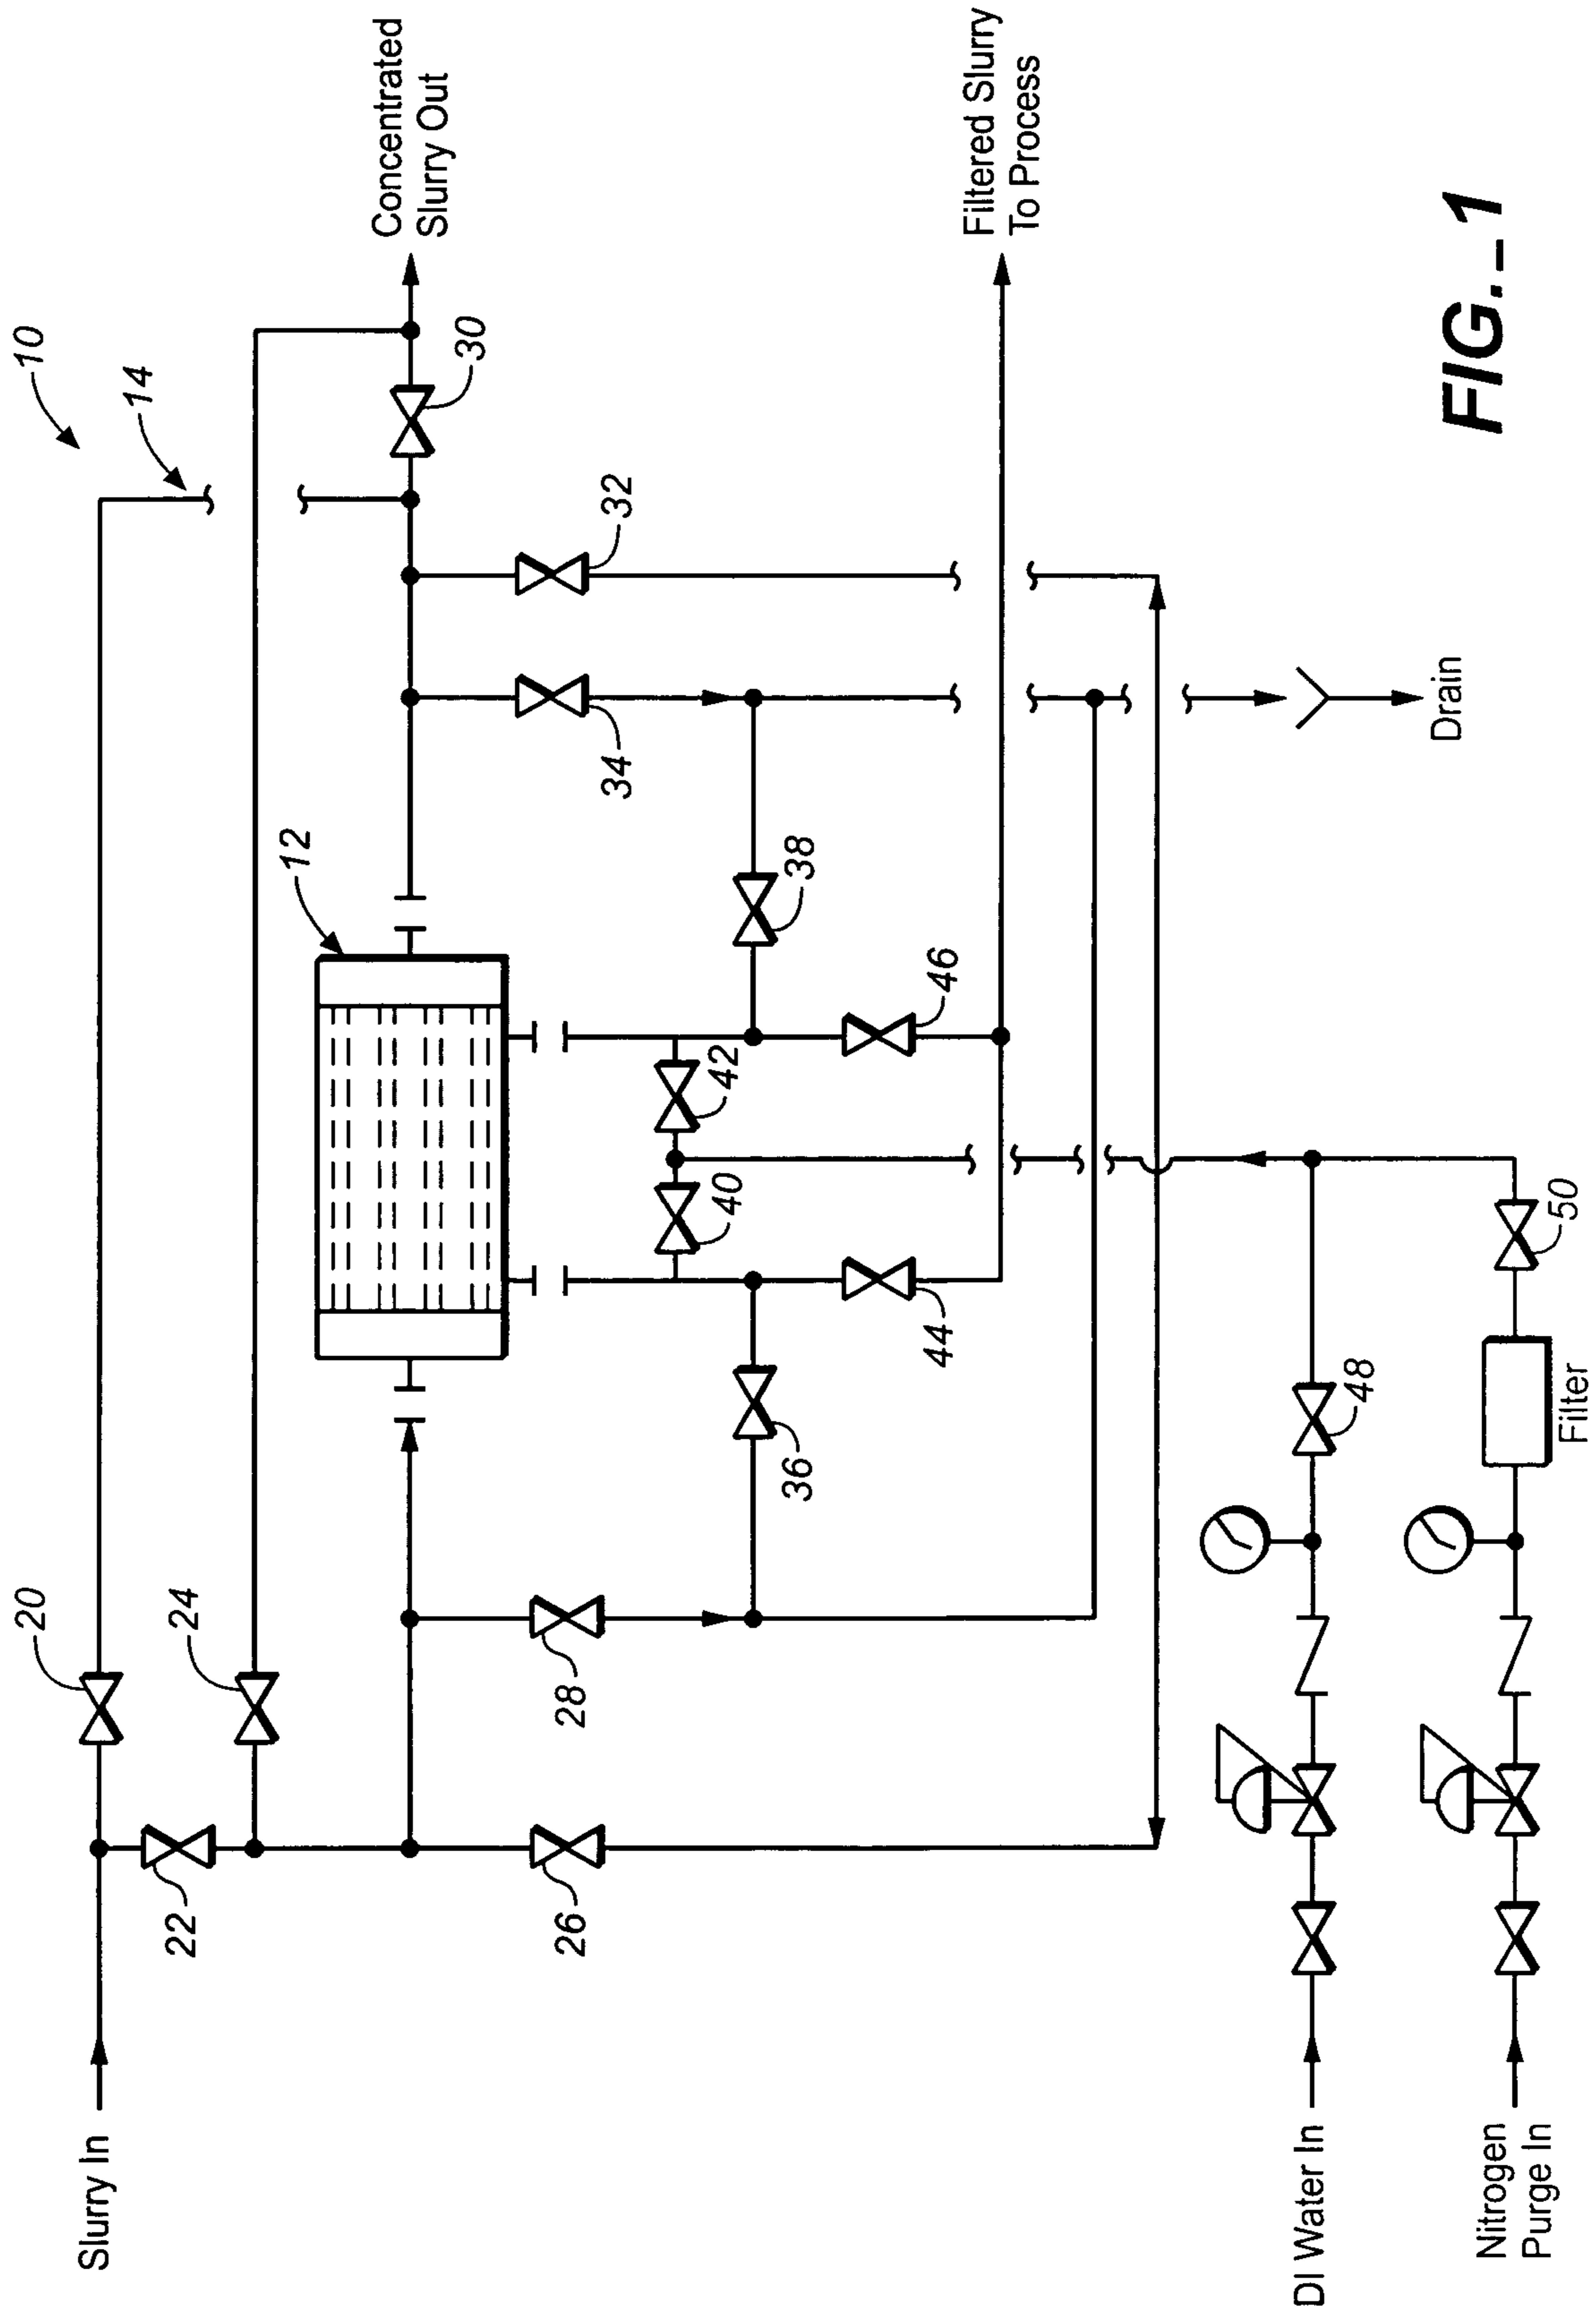 10
14
20
24
22
Slurry In
Concentrated
Slurry Out
30
12
32
34
28
26
38
42
40
36
46
44
Filtered Slurry
To Process
Drain
48
DI Water In
50
Filter
Nitrogen
Purge In
FIG._1